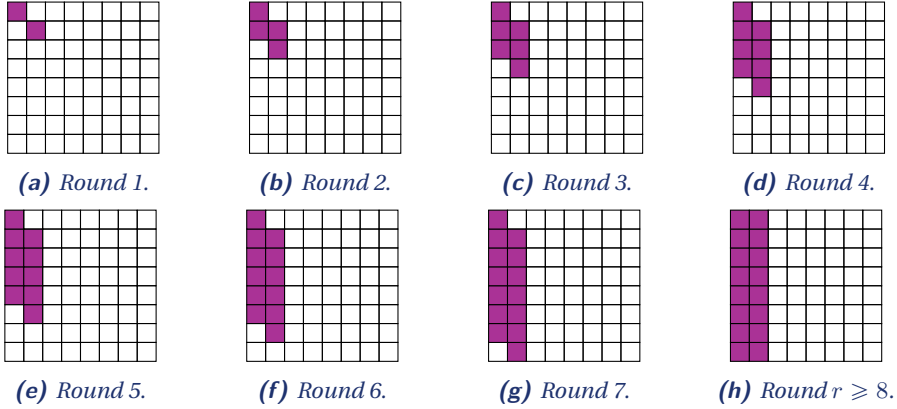 (a) Round 1.
(b) Round 2.
(c) Round 3.
(d) Round 4.
(e) Round 5.
(f) Round 6.
(g) Round 7.
(h) Round r ⩾ 8.